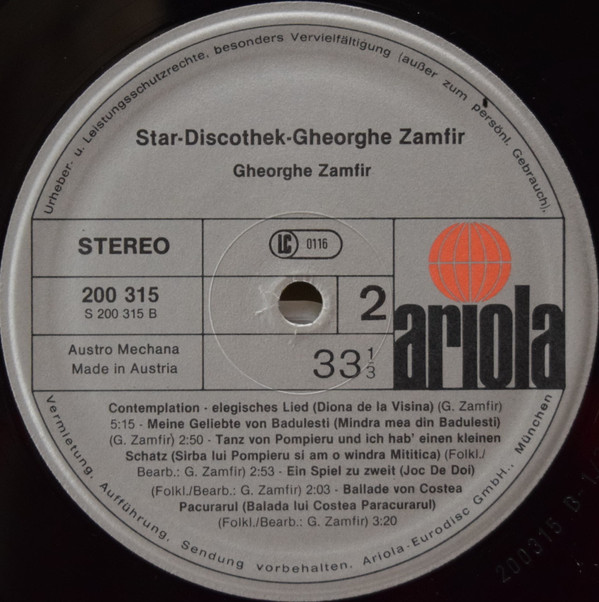 Urheber- u. Leistungsschutzrechte, besonders Vervielfältigung (außer zum persönl. Gebrauch),
Star-Discothek-Gheorghe Zamfir
Gheorghe Zamfir
STEREO
LC 0116
200 315
S 200 315 B
2
ariola
Austro Mechana
Made in Austria
33 1/3
Contemplation - elegisches Lied (Diona de la Visina) (G. Zamfir)
5:15 - Meine Geliebte von Badulesti (Mindra mea din Badulesti)
(G. Zamfir) 2:50 - Tanz von Pompieru und ich hab' einen kleinen
Schatz (Sirba lui Pompieru si am o windra Mititica) (Folkl./
Bearb.: G. Zamfir) 2:53 - Ein Spiel zu zweit (Joc De Doi)
(Folkl./Bearb.: G. Zamfir) 2:03 - Ballade von Costea
Pacurarul (Balada lui Costea Paracurarul)
(Folkl./Bearb.: G. Zamfir) 3:20
Vermietung, Aufführung, Sendung vorbehalten. Ariola-Eurodisc GmbH., München
200315 B-1